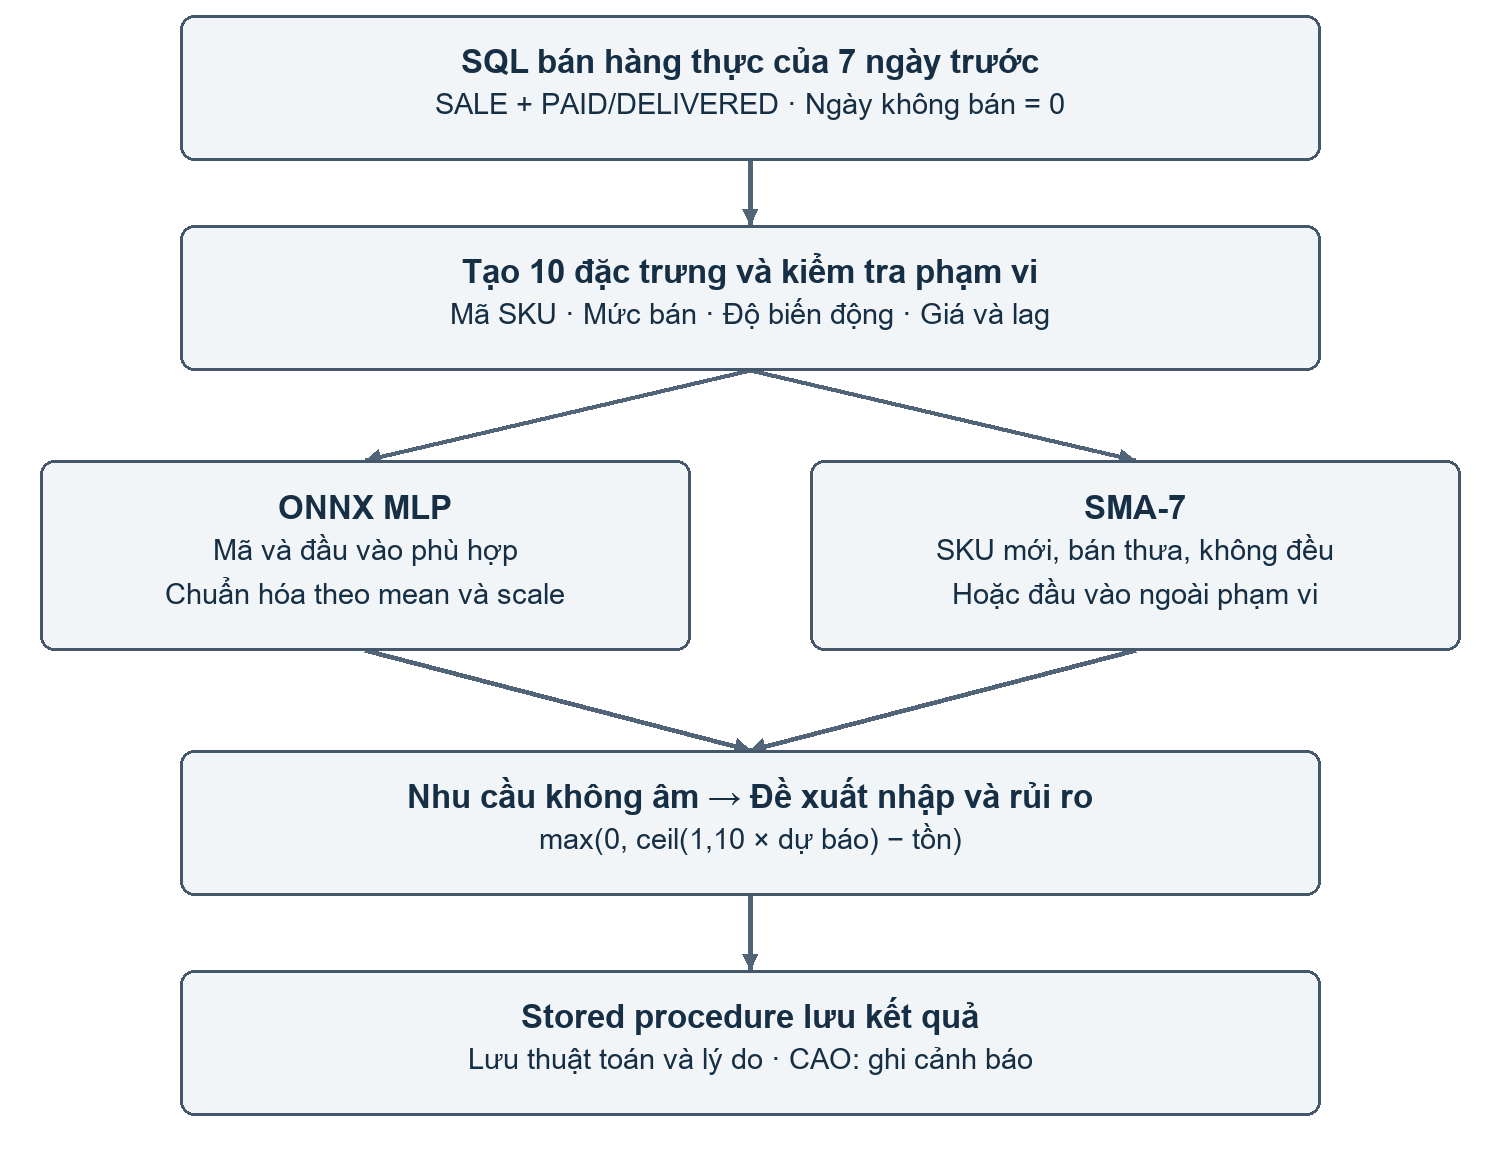 SQL bán hàng thực của 7 ngày trước
SALE + PAID/DELIVERED · Ngày không bán = 0
Tạo 10 đặc trưng và kiểm tra phạm vi
Mã SKU · Mức bán · Độ biến động · Giá và lag
ONNX MLP
Mã và đầu vào phù hợp
Chuẩn hóa theo mean và scale
SMA-7
SKU mới, bán thưa, không đều
Hoặc đầu vào ngoài phạm vi
Nhu cầu không âm → Đề xuất nhập và rủi ro
max(0, ceil(1,10 × dự báo) − tồn)
Stored procedure lưu kết quả
Lưu thuật toán và lý do · CAO: ghi cảnh báo